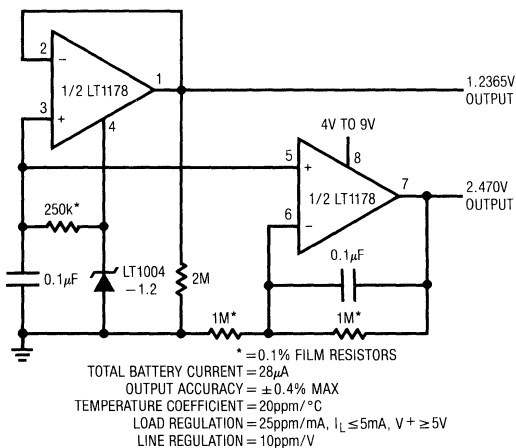 2
1
1/2 LT1178
1.2365V
OUTPUT
3
4
4V TO 9V
8
5
7
2.470V
OUTPUT
1/2 LT1178
6
250k*
0.1µF
LT1004
–1.2
2M
0.1µF
1M*
1M*
* = 0.1% FILM RESISTORS
TOTAL BATTERY CURRENT = 28µA
OUTPUT ACCURACY = ±0.4% MAX
TEMPERATURE COEFFICIENT = 20ppm/°C
LOAD REGULATION = 25ppm/mA, IL ≤ 5mA, V+ ≥ 5V
LINE REGULATION = 10ppm/V